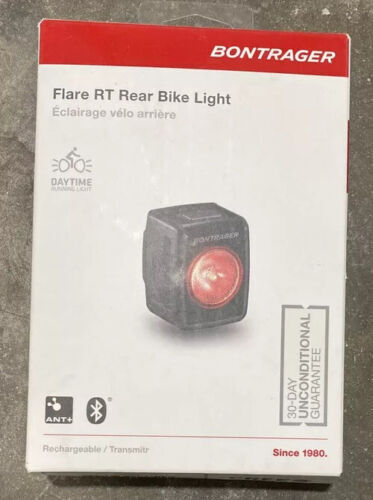 BONTRAGER
Flare RT Rear Bike Light
Éclairage vélo arrière
DAYTIME
RUNNING LIGHT
BONTRAGER
30-DAY
UNCONDITIONAL
GUARANTEE
ANT+
Rechargeable / Transmitr
Since 1980.